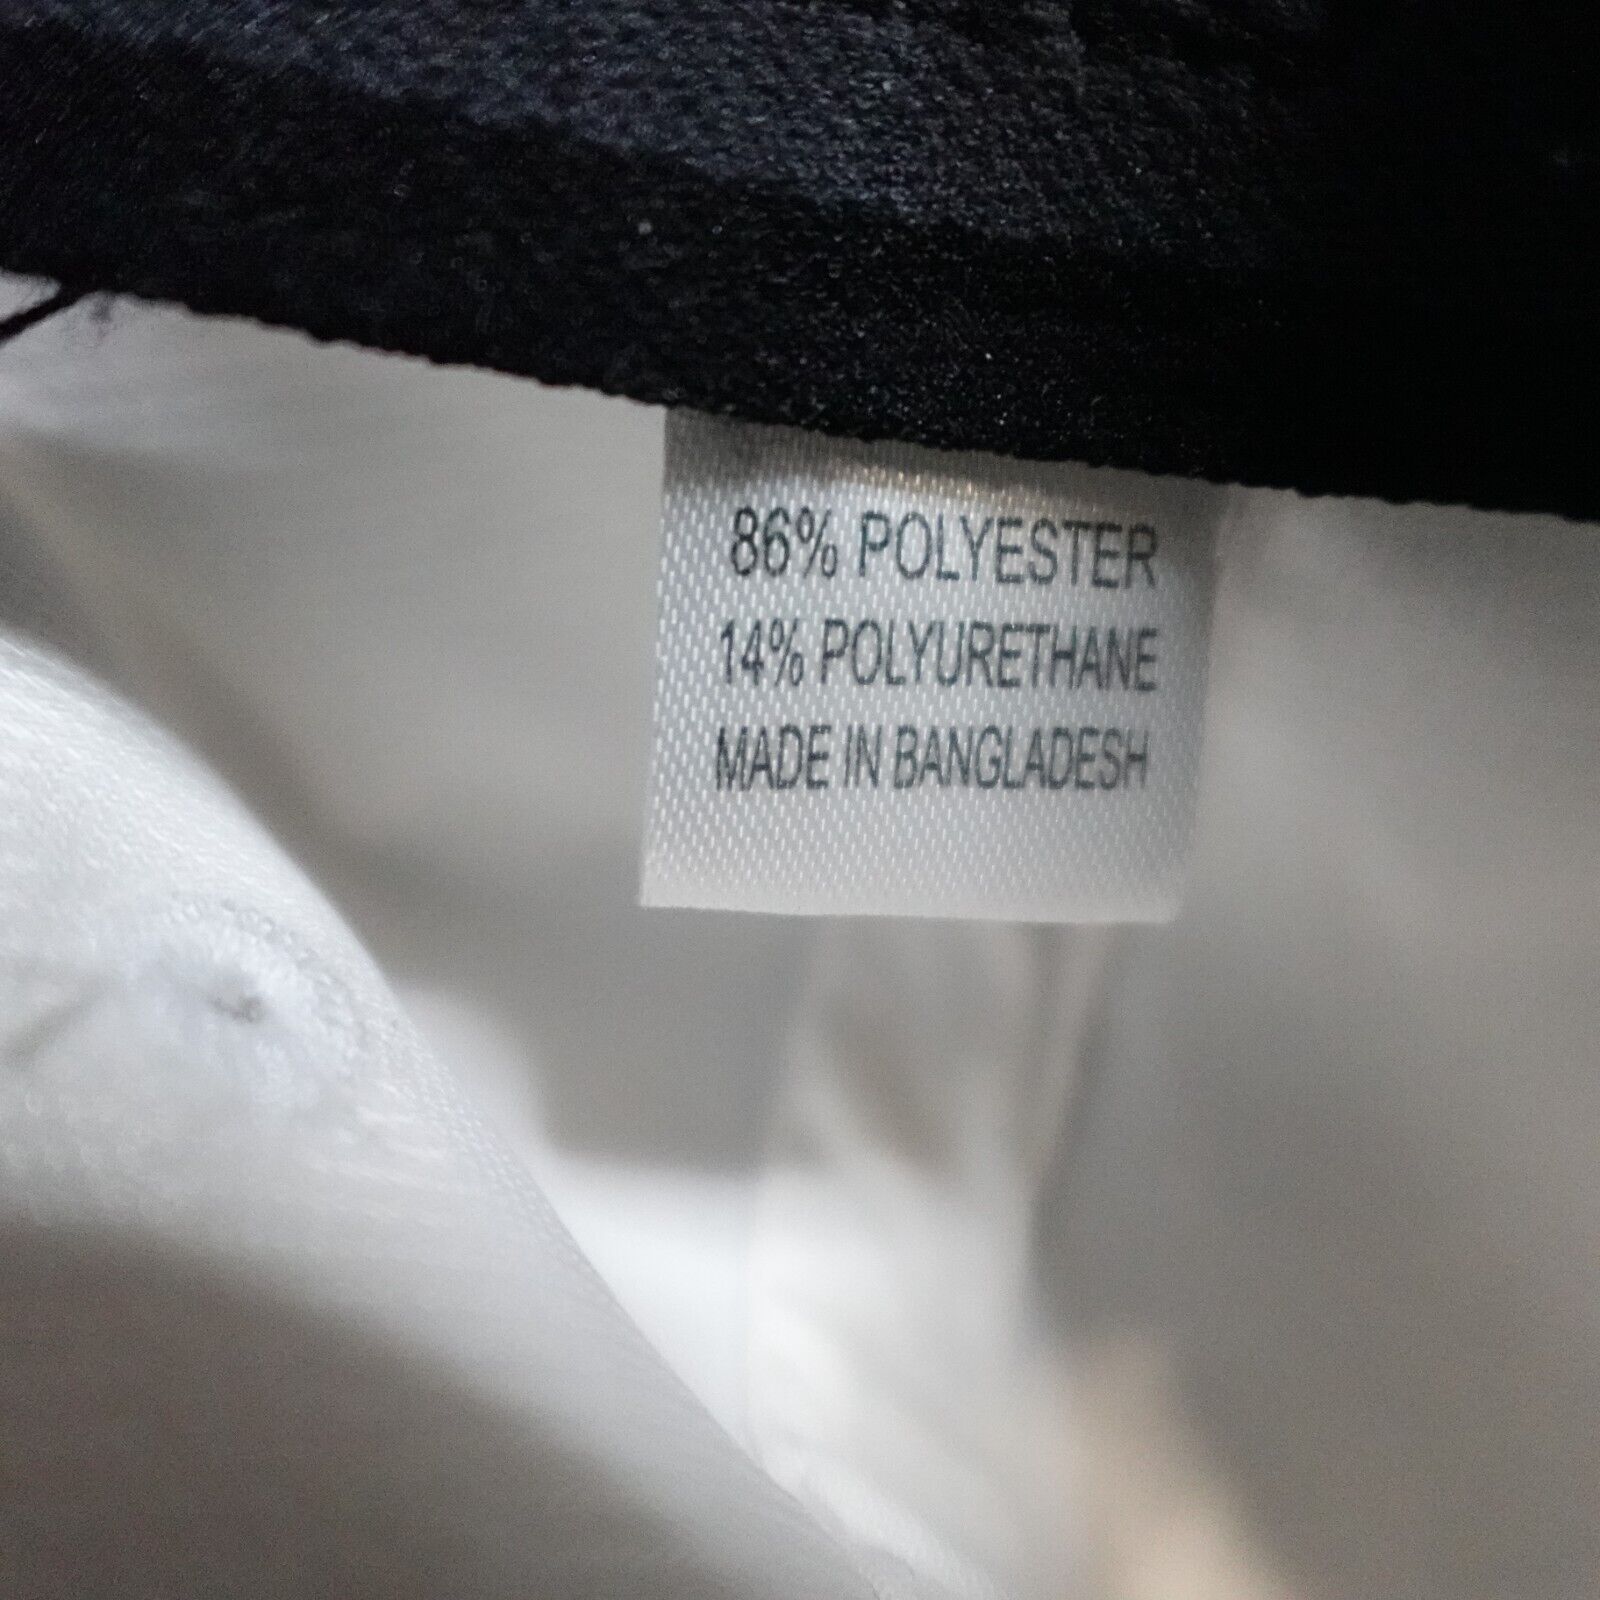 86% POLYESTER
14% POLYURETHANE
MADE IN BANGLADESH